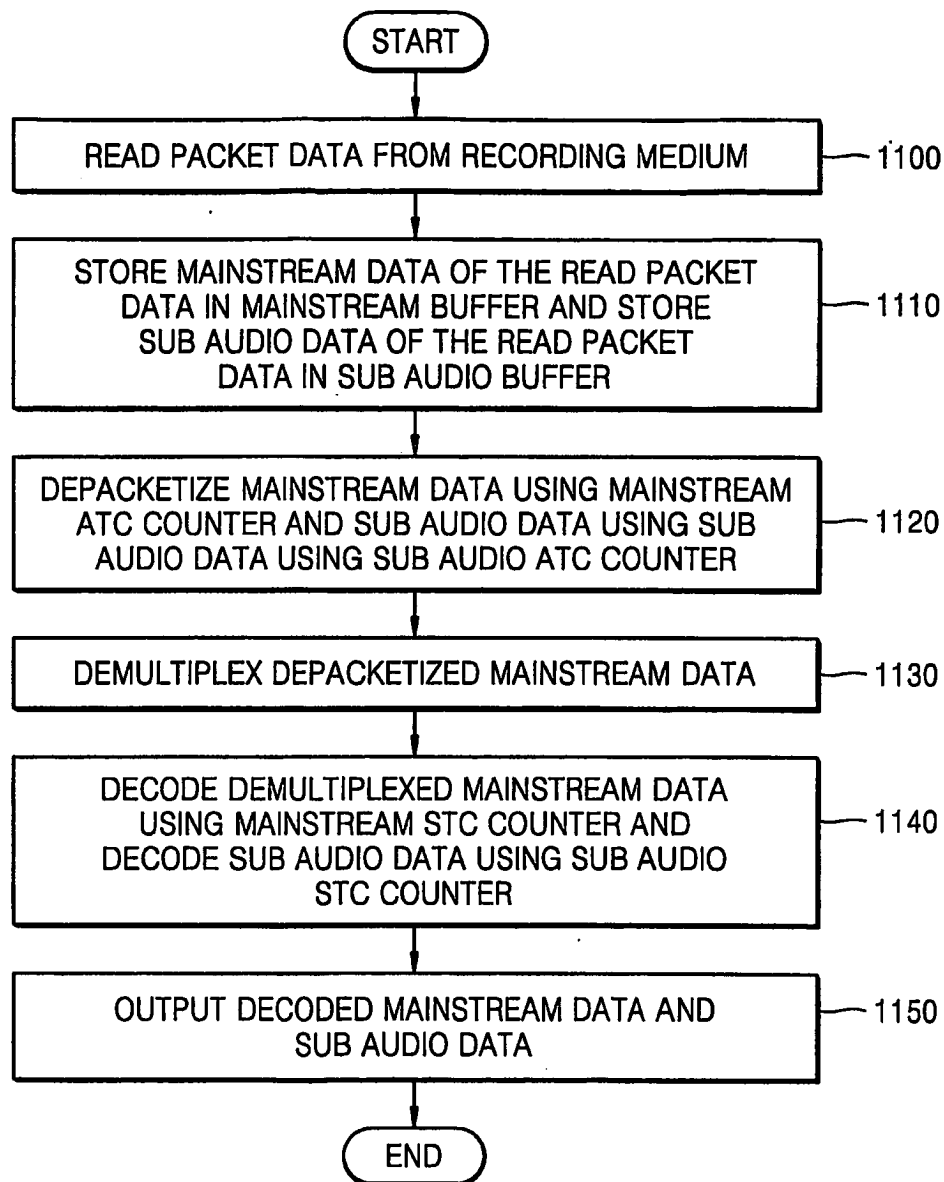 START
READ PACKET DATA FROM RECORDING MEDIUM
1100
STORE MAINSTREAM DATA OF THE READ PACKET
DATA IN MAINSTREAM BUFFER AND STORE
SUB AUDIO DATA OF THE READ PACKET
DATA IN SUB AUDIO BUFFER
1110
DEPACKETIZE MAINSTREAM DATA USING MAINSTREAM
ATC COUNTER AND SUB AUDIO DATA USING SUB
AUDIO DATA USING SUB AUDIO ATC COUNTER
1120
DEMULTIPLEX DEPACKETIZED MAINSTREAM DATA
1130
DECODE DEMULTIPLEXED MAINSTREAM DATA
USING MAINSTREAM STC COUNTER AND
DECODE SUB AUDIO DATA USING SUB AUDIO
STC COUNTER
1140
OUTPUT DECODED MAINSTREAM DATA AND
SUB AUDIO DATA
1150
END